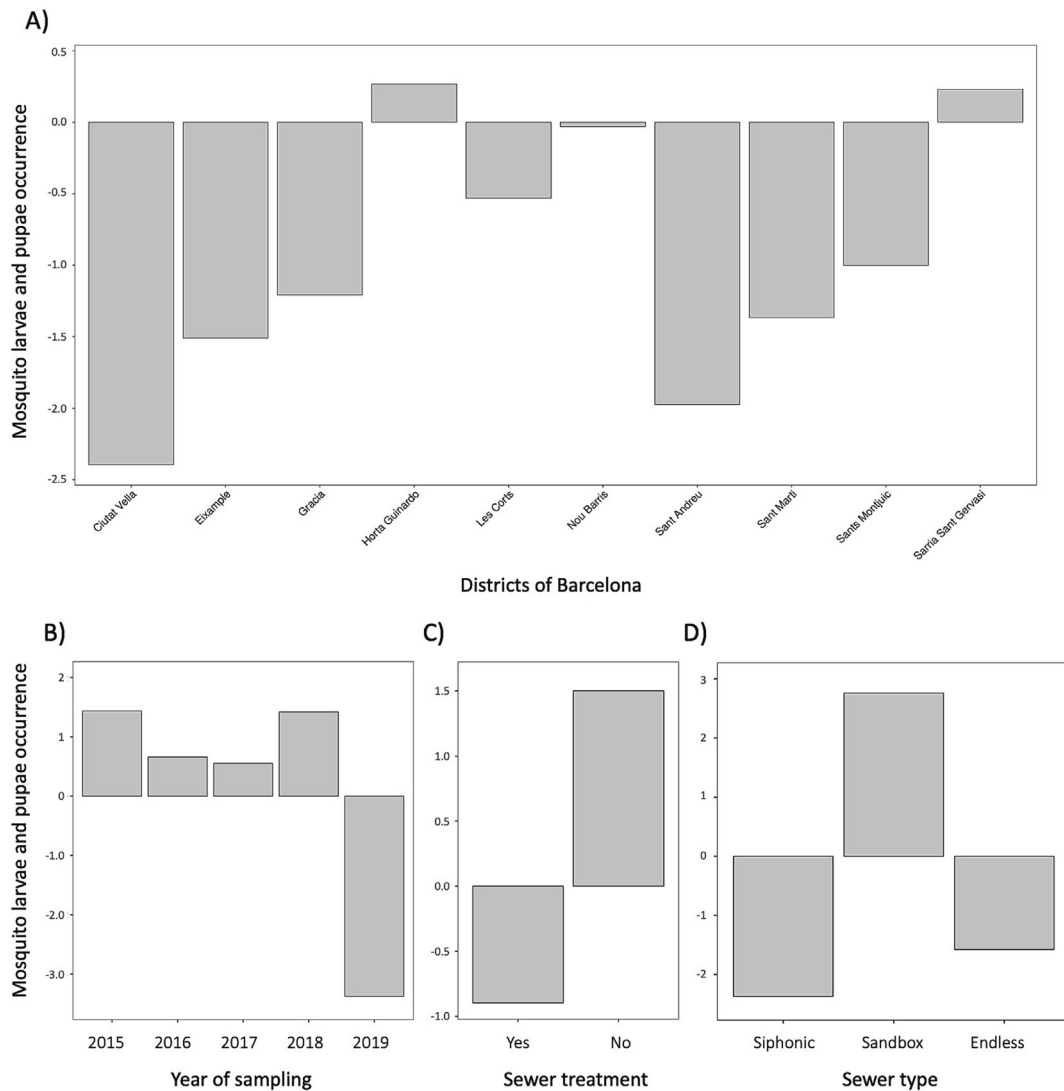 A)
Mosquito larvae and pupae occurrence
0.5
0.0
-0.5
-1.0
-1.5
-2.0
-2.5
Ciutat Vella
Eixample
Gracia
Horta Guinardo
Les Corts
Nou Barris
Sant Andreu
Sant Marti
Sants Montjuic
Sarria Sant Gervasi
Districts of Barcelona
B)
Mosquito larvae and pupae occurrence
2
1
0
-1.0
-2.0
-3.0
2015 2016 2017 2018 2019
Year of sampling
C)
1.5
1.0
0.5
0.0
-0.5
-1.0
Yes No
Sewer treatment
D)
3
2
1
0
-1
-2
Siphonic Sandbox Endless
Sewer type